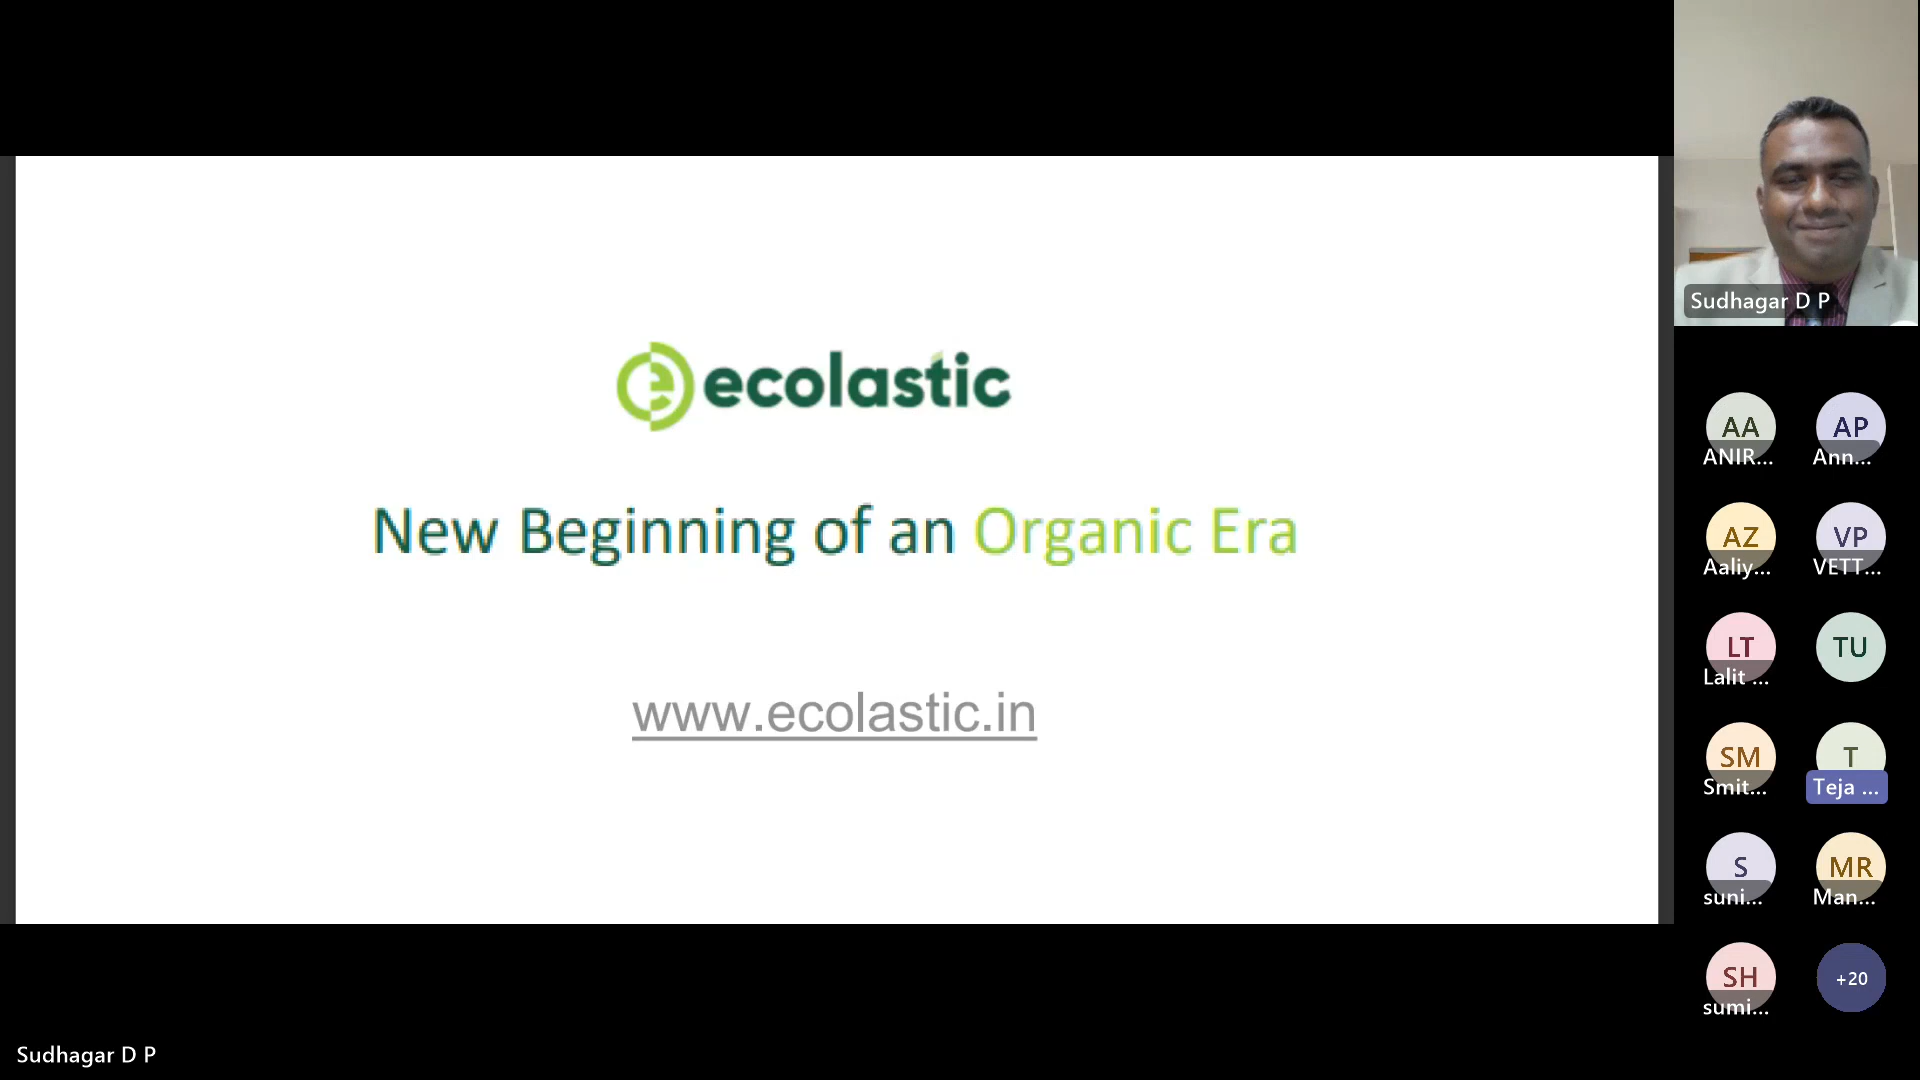 ecolastic
New Beginning of an Organic Era
www.ecolastic.in
Sudhagar D P
Sudhagar D P
AA
ANIR...
AP
Ann...
AZ
Aaliy...
VP
VETT...
LT
Lalit ...
TU
SM
Smit...
T
Teja ...
S
suni...
MR
Man...
SH
sumi...
+20